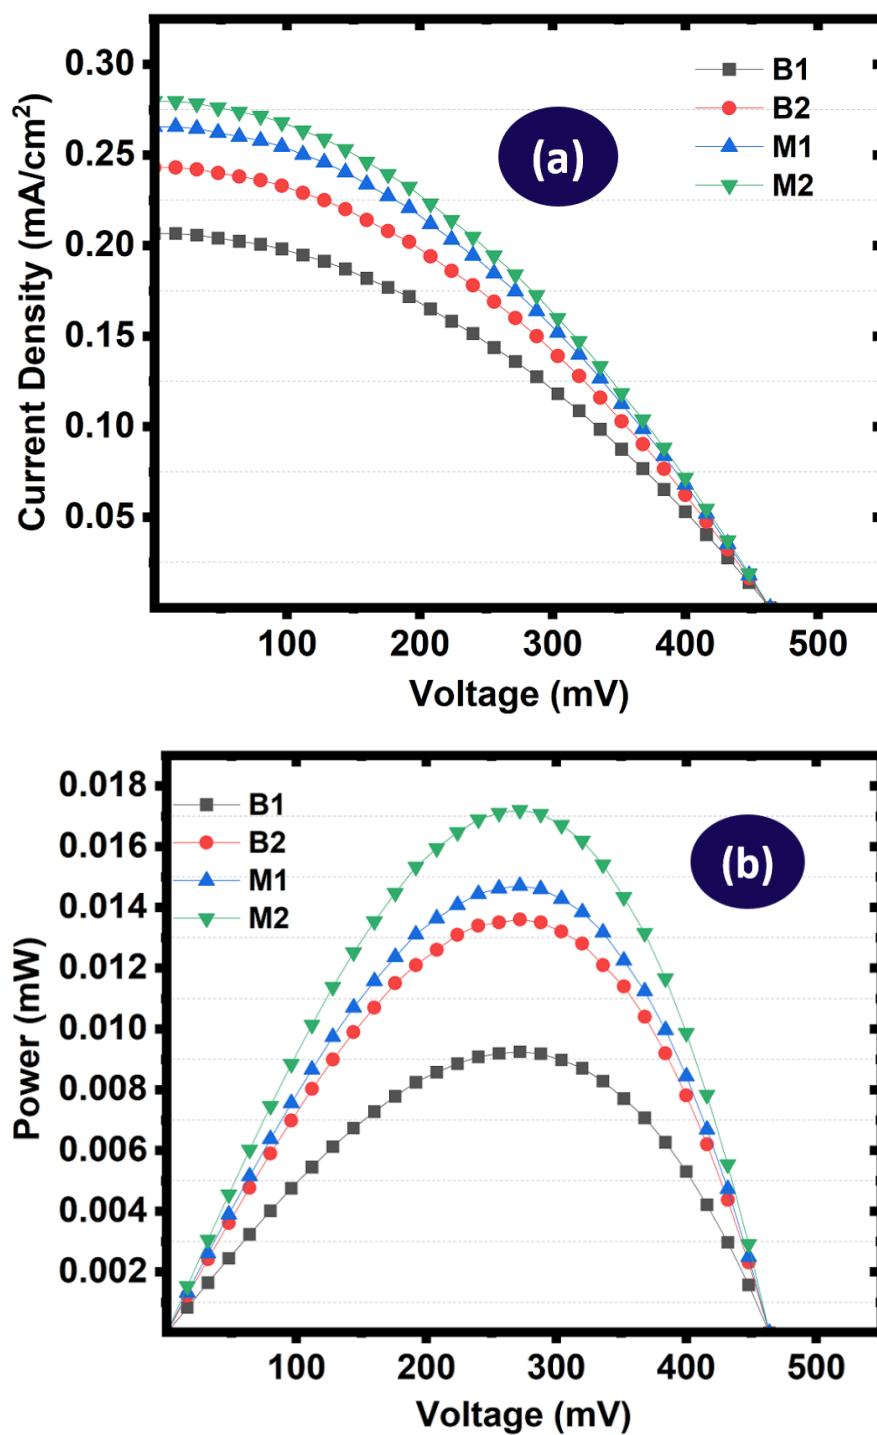 0.30
0.25
0.20
0.15
0.10
0.05
Current Density (mA/cm²)
B1
B2
M1
M2
(a)
100 200 300 400 500
Voltage (mV)
0.018
0.016
0.014
0.012
0.010
0.008
0.006
0.004
0.002
Power (mW)
B1
B2
M1
M2
(b)
100 200 300 400 500
Voltage (mV)